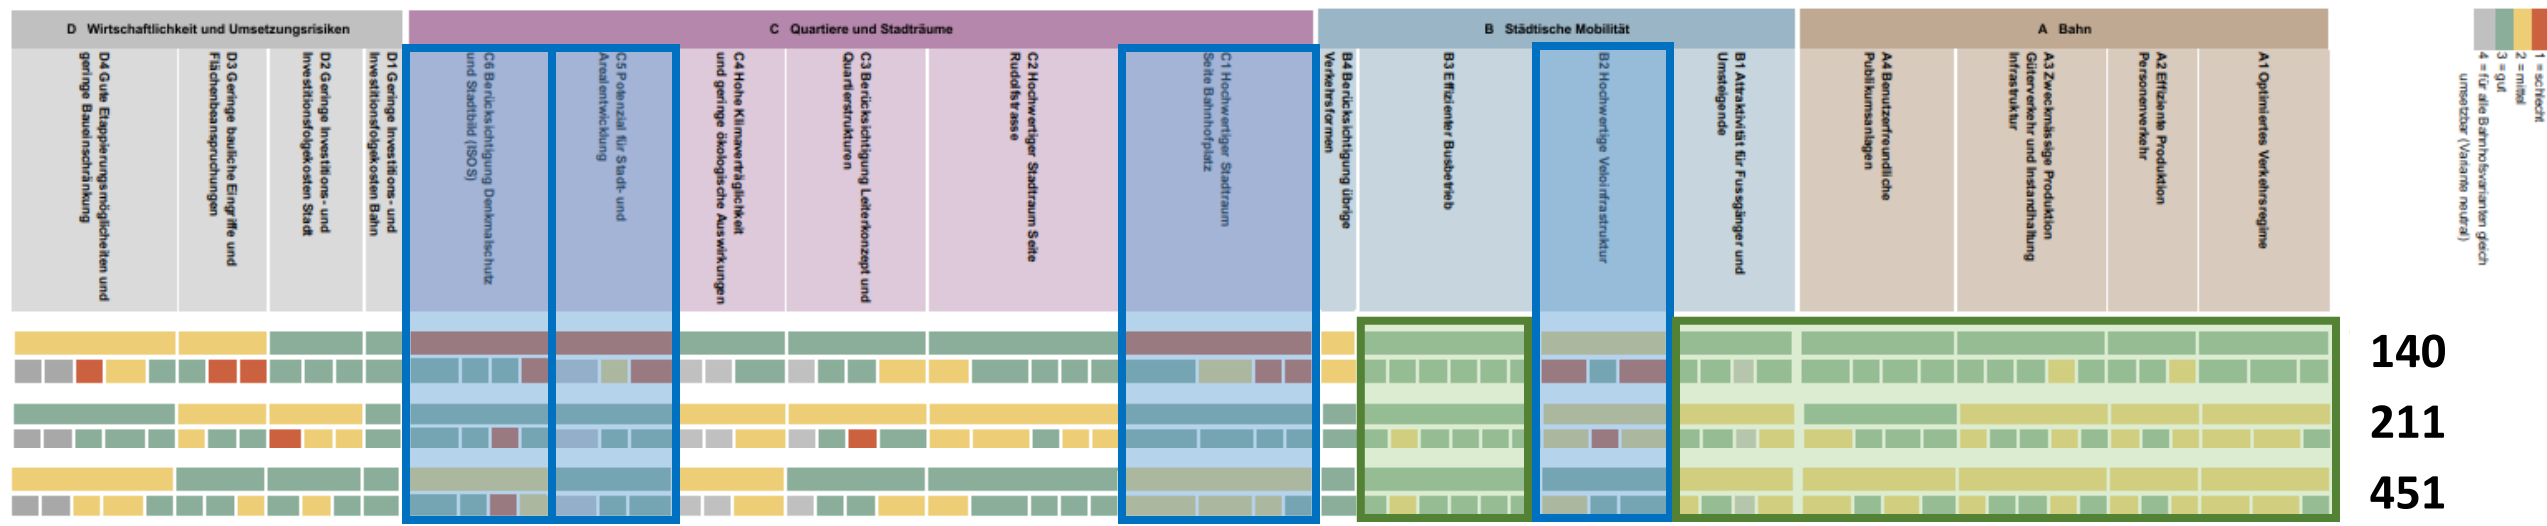 D Wirtschaftlichkeit und Umsetzungsrisiken
C Quartiere und Stadträume
B Städtische Mobilität
A Bahn
D4 Gute Etappierungsmöglicheiten und
geringe Baueinschränkung
D3 Geringe bauliche Eingriffe und
Flächenbeanspruchungen
D2 Geringe Investitions- und
Investitionsfolgekosten Stadt
D1 Geringe Investitions- und
Investitionsfolgekosten Bahn
C6 Berücksichtigung Denkmalschutz
und Stadtbild (ISOS)
C5 Potenzial für Stadt- und
Arealentwicklung
C4 Hohe Klimaverträglichkeit
und geringe ökologische Auswirkungen
C3 Berücksichtigung Leiterkonzept und
Quartierstrukturen
C2 Hochwertiger Stadtraum Seite
Rudolfstrasse
C1 Hochwertiger Stadtraum
Seite Bahnhofplatz
B4 Berücksichtigung übrige
Verkehrsformen
B3 Effizienter Busbetrieb
B2 Hochwertige Veloinfrastruktur
B1 Attraktivität für Fussgänger und
Umsteigende
A4 Benutzerfreundliche
Publikumsanlagen
A3 Zweckmässige Produktion
Güterverkehr und Instandhaltung
Infrastruktur
A2 Effiziente Produktion
Personenverkehr
A1 Optimiertes Verkehrsregime
1 = schlecht
2 = mittel
3 = gut
4 = für alle Bahnhofsvarianten gleich
umsetzbar (Variante neutral)
140
211
451